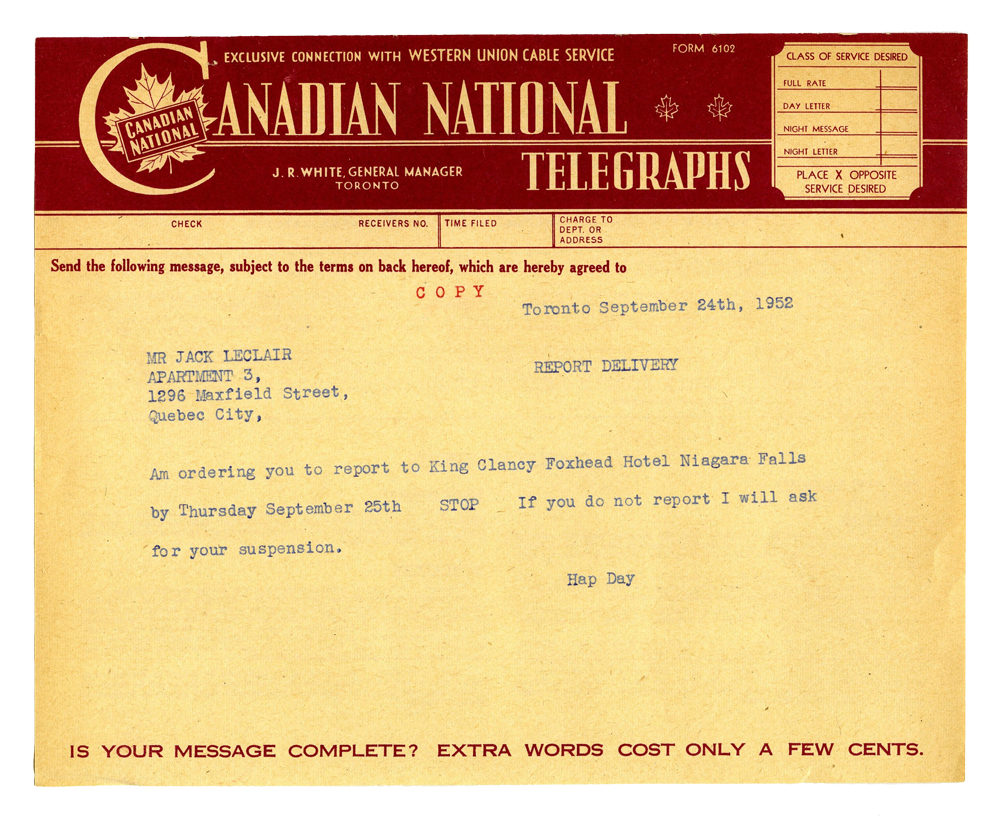 EXCLUSIVE CONNECTION WITH WESTERN UNION CABLE SERVICE
FORM 6102
CANADIAN NATIONAL
CANADIAN NATIONAL
TELEGRAPHS
J. R. WHITE, GENERAL MANAGER
TORONTO
CLASS OF SERVICE DESIRED
FULL RATE
DAY LETTER
NIGHT MESSAGE
NIGHT LETTER
PLACE X OPPOSITE
SERVICE DESIRED
CHECK
RECEIVERS NO.
TIME FILED
CHARGE TO
DEPT. OR
ADDRESS
Send the following message, subject to the terms on back hereof, which are hereby agreed to
COPY
Toronto September 24th, 1952
MR JACK LECLAIR
REPORT DELIVERY
APARTMENT 3,
1296 Maxfield Street,
Quebec City,
Am ordering you to report to King Clancy Foxhead Hotel Niagara Falls
by Thursday September 25th STOP If you do not report I will ask
for your suspension.
Hap Day
IS YOUR MESSAGE COMPLETE? EXTRA WORDS COST ONLY A FEW CENTS.